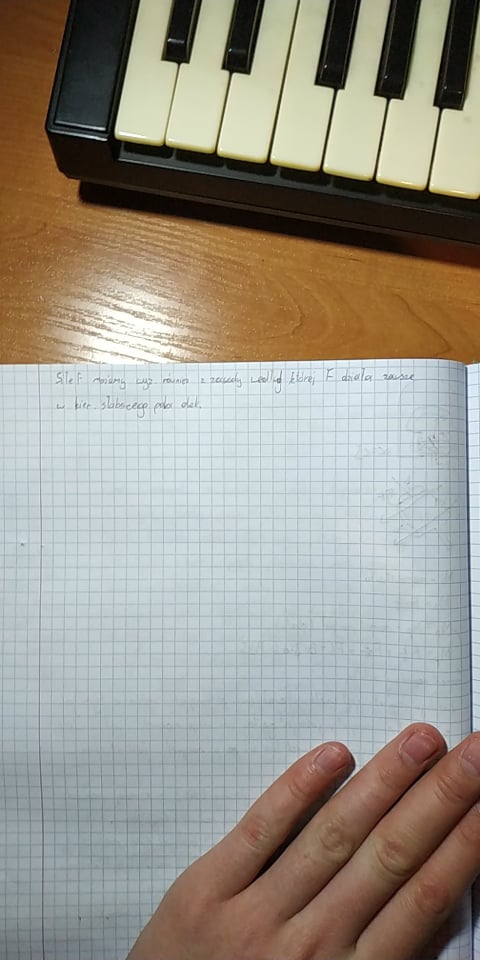 Siłę F możemy wyz. również z zasady według której F działa zawsze
w kier. słabnącego pola elek.